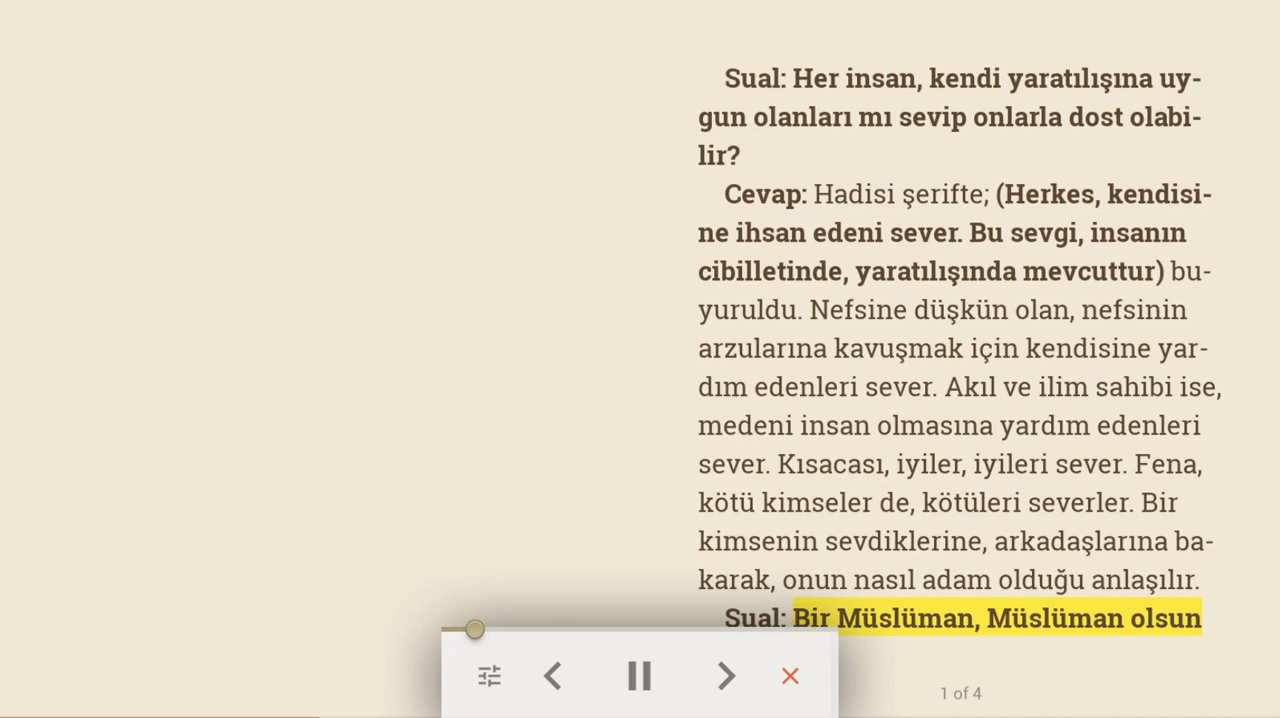 Sual: Her insan, kendi yaratılışına uy-
gun olanları mı sevip onlarla dost olabi-
lir?
Cevap: Hadisi şerifte; (Herkes, kendisi-
ne ihsan edeni sever. Bu sevgi, insanın
cibilletinde, yaratılışında mevcuttur) bu-
yuruldu. Nefsine düşkün olan, nefsinin
arzularına kavuşmak için kendisine yar-
dım edenleri sever. Akıl ve ilim sahibi ise,
medeni insan olmasına yardım edenleri
sever. Kısacası, iyiler, iyileri sever. Fena,
kötü kimseler de, kötüleri severler. Bir
kimsenin sevdiklerine, arkadaşlarına ba-
karak, onun nasıl adam olduğu anlaşılır.
Sual: Bir Müslüman, Müslüman olsun
1 of 4